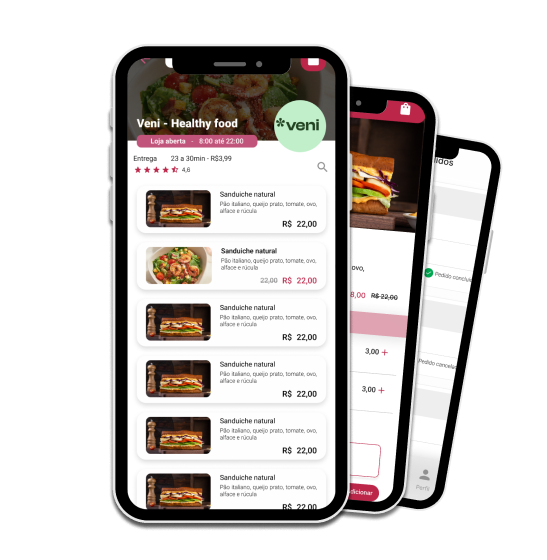 Veni - Healthy food
*veni
Loja aberta - 8:00 até 22:00
Entrega 23 a 30min - R$3,99
4,6
Sanduiche natural
Pão italiano, queijo prato, tomate, ovo,
alface e rúcula
R$ 22,00
Sanduiche natural
Pão italiano, queijo prato, tomate, ovo,
alface e rúcula
22,00 R$ 22,00
Sanduiche natural
Pão italiano, queijo prato, tomate, ovo,
alface e rúcula
R$ 22,00
Sanduiche natural
Pão italiano, queijo prato, tomate, ovo,
alface e rúcula
R$ 22,00
Sanduiche natural
Pão italiano, queijo prato, tomate, ovo,
alface e rúcula
R$ 22,00
Sanduiche natural
Pão italiano, queijo prato, tomate, ovo,
alface e rúcula
R$ 22,00
ovo,
8,00 R$ 22,00
3,00 +
3,00 +
dicionar
idos
Pedido conclu
Pedido cancela
Perfil